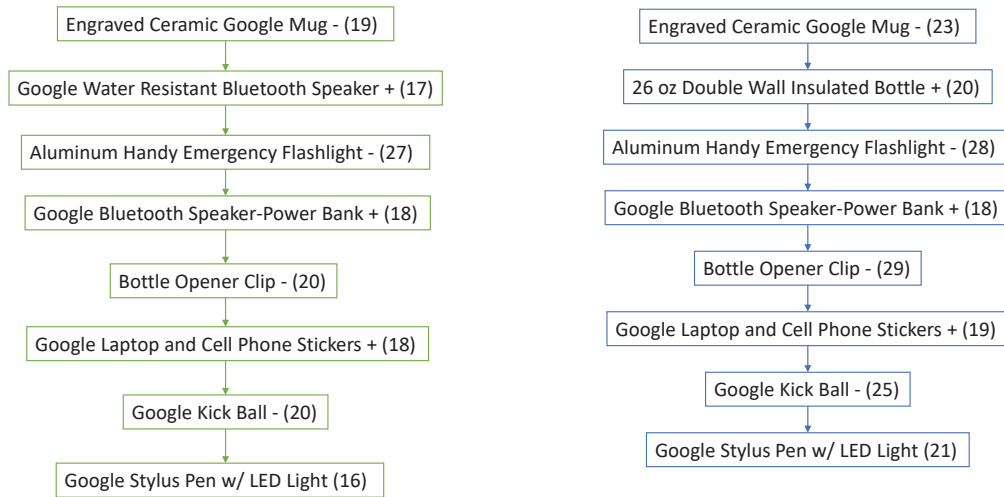 Engraved Ceramic Google Mug - (19)
Google Water Resistant Bluetooth Speaker + (17)
Aluminum Handy Emergency Flashlight - (27)
Google Bluetooth Speaker-Power Bank + (18)
Bottle Opener Clip - (20)
Google Laptop and Cell Phone Stickers + (18)
Google Kick Ball - (20)
Google Stylus Pen w/ LED Light (16)
Engraved Ceramic Google Mug - (23)
26 oz Double Wall Insulated Bottle + (20)
Aluminum Handy Emergency Flashlight - (28)
Google Bluetooth Speaker-Power Bank + (18)
Bottle Opener Clip - (29)
Google Laptop and Cell Phone Stickers + (19)
Google Kick Ball - (25)
Google Stylus Pen w/ LED Light (21)